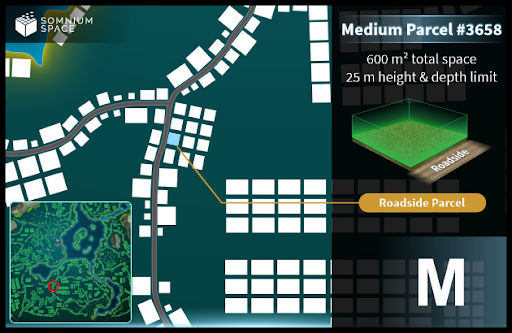 SOMNIUM
SPACE
Medium Parcel #3658
600 m² total space
25 m height & depth limit
Roadside
Roadside Parcel
M